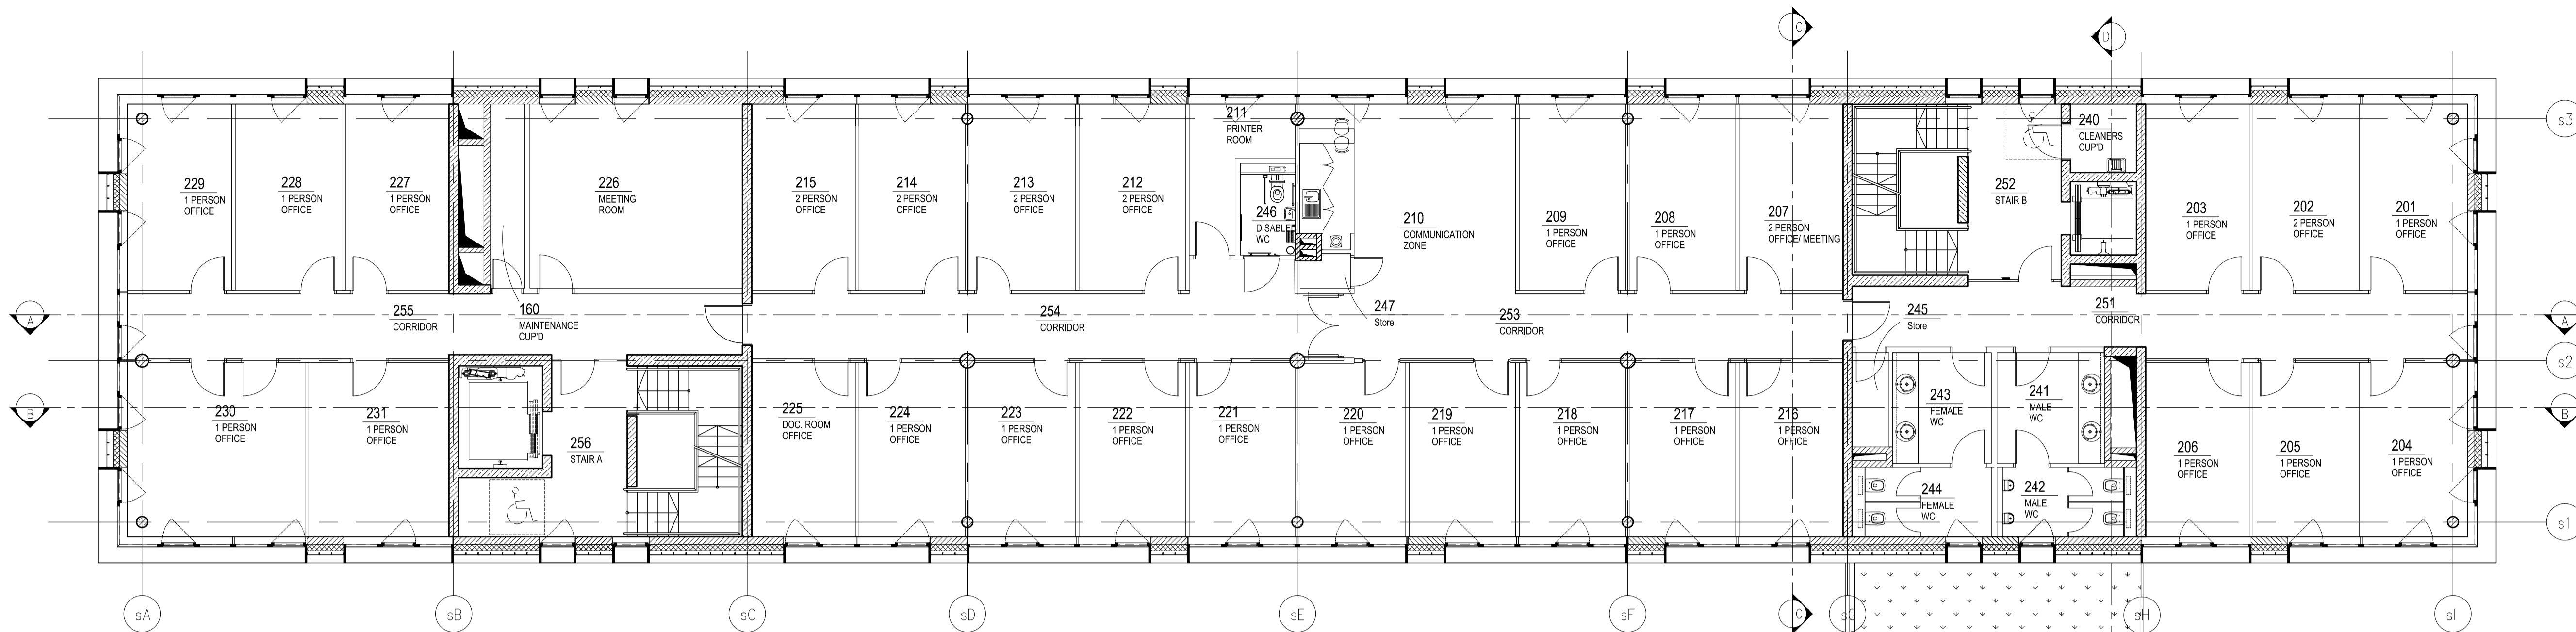 C
D
229
1 PERSON
OFFICE
228
1 PERSON
OFFICE
227
1 PERSON
OFFICE
226
MEETING
ROOM
215
2 PERSON
OFFICE
214
2 PERSON
OFFICE
213
2 PERSON
OFFICE
212
2 PERSON
OFFICE
211
PRINTER
ROOM
246
DISABLED
WC
210
COMMUNICATION
ZONE
209
1 PERSON
OFFICE
208
1 PERSON
OFFICE
207
2 PERSON
OFFICE/ MEETING
252
STAIR B
240
CLEANERS
CUP'D
203
1 PERSON
OFFICE
202
2 PERSON
OFFICE
201
1 PERSON
OFFICE
s3
A
255
CORRIDOR
160
MAINTENANCE
CUP'D
254
CORRIDOR
247
Store
253
CORRIDOR
245
Store
251
CORRIDOR
A
s2
B
230
1 PERSON
OFFICE
231
1 PERSON
OFFICE
256
STAIR A
225
DOC. ROOM
OFFICE
224
1 PERSON
OFFICE
223
1 PERSON
OFFICE
222
1 PERSON
OFFICE
221
1 PERSON
OFFICE
220
1 PERSON
OFFICE
219
1 PERSON
OFFICE
218
1 PERSON
OFFICE
217
1 PERSON
OFFICE
216
1 PERSON
OFFICE
243
FEMALE
WC
241
MALE
WC
244
FEMALE
WC
242
MALE
WC
206
1 PERSON
OFFICE
205
1 PERSON
OFFICE
204
1 PERSON
OFFICE
B
s1
sA
sB
sC
sD
sE
sF
C
sG
sH
sI